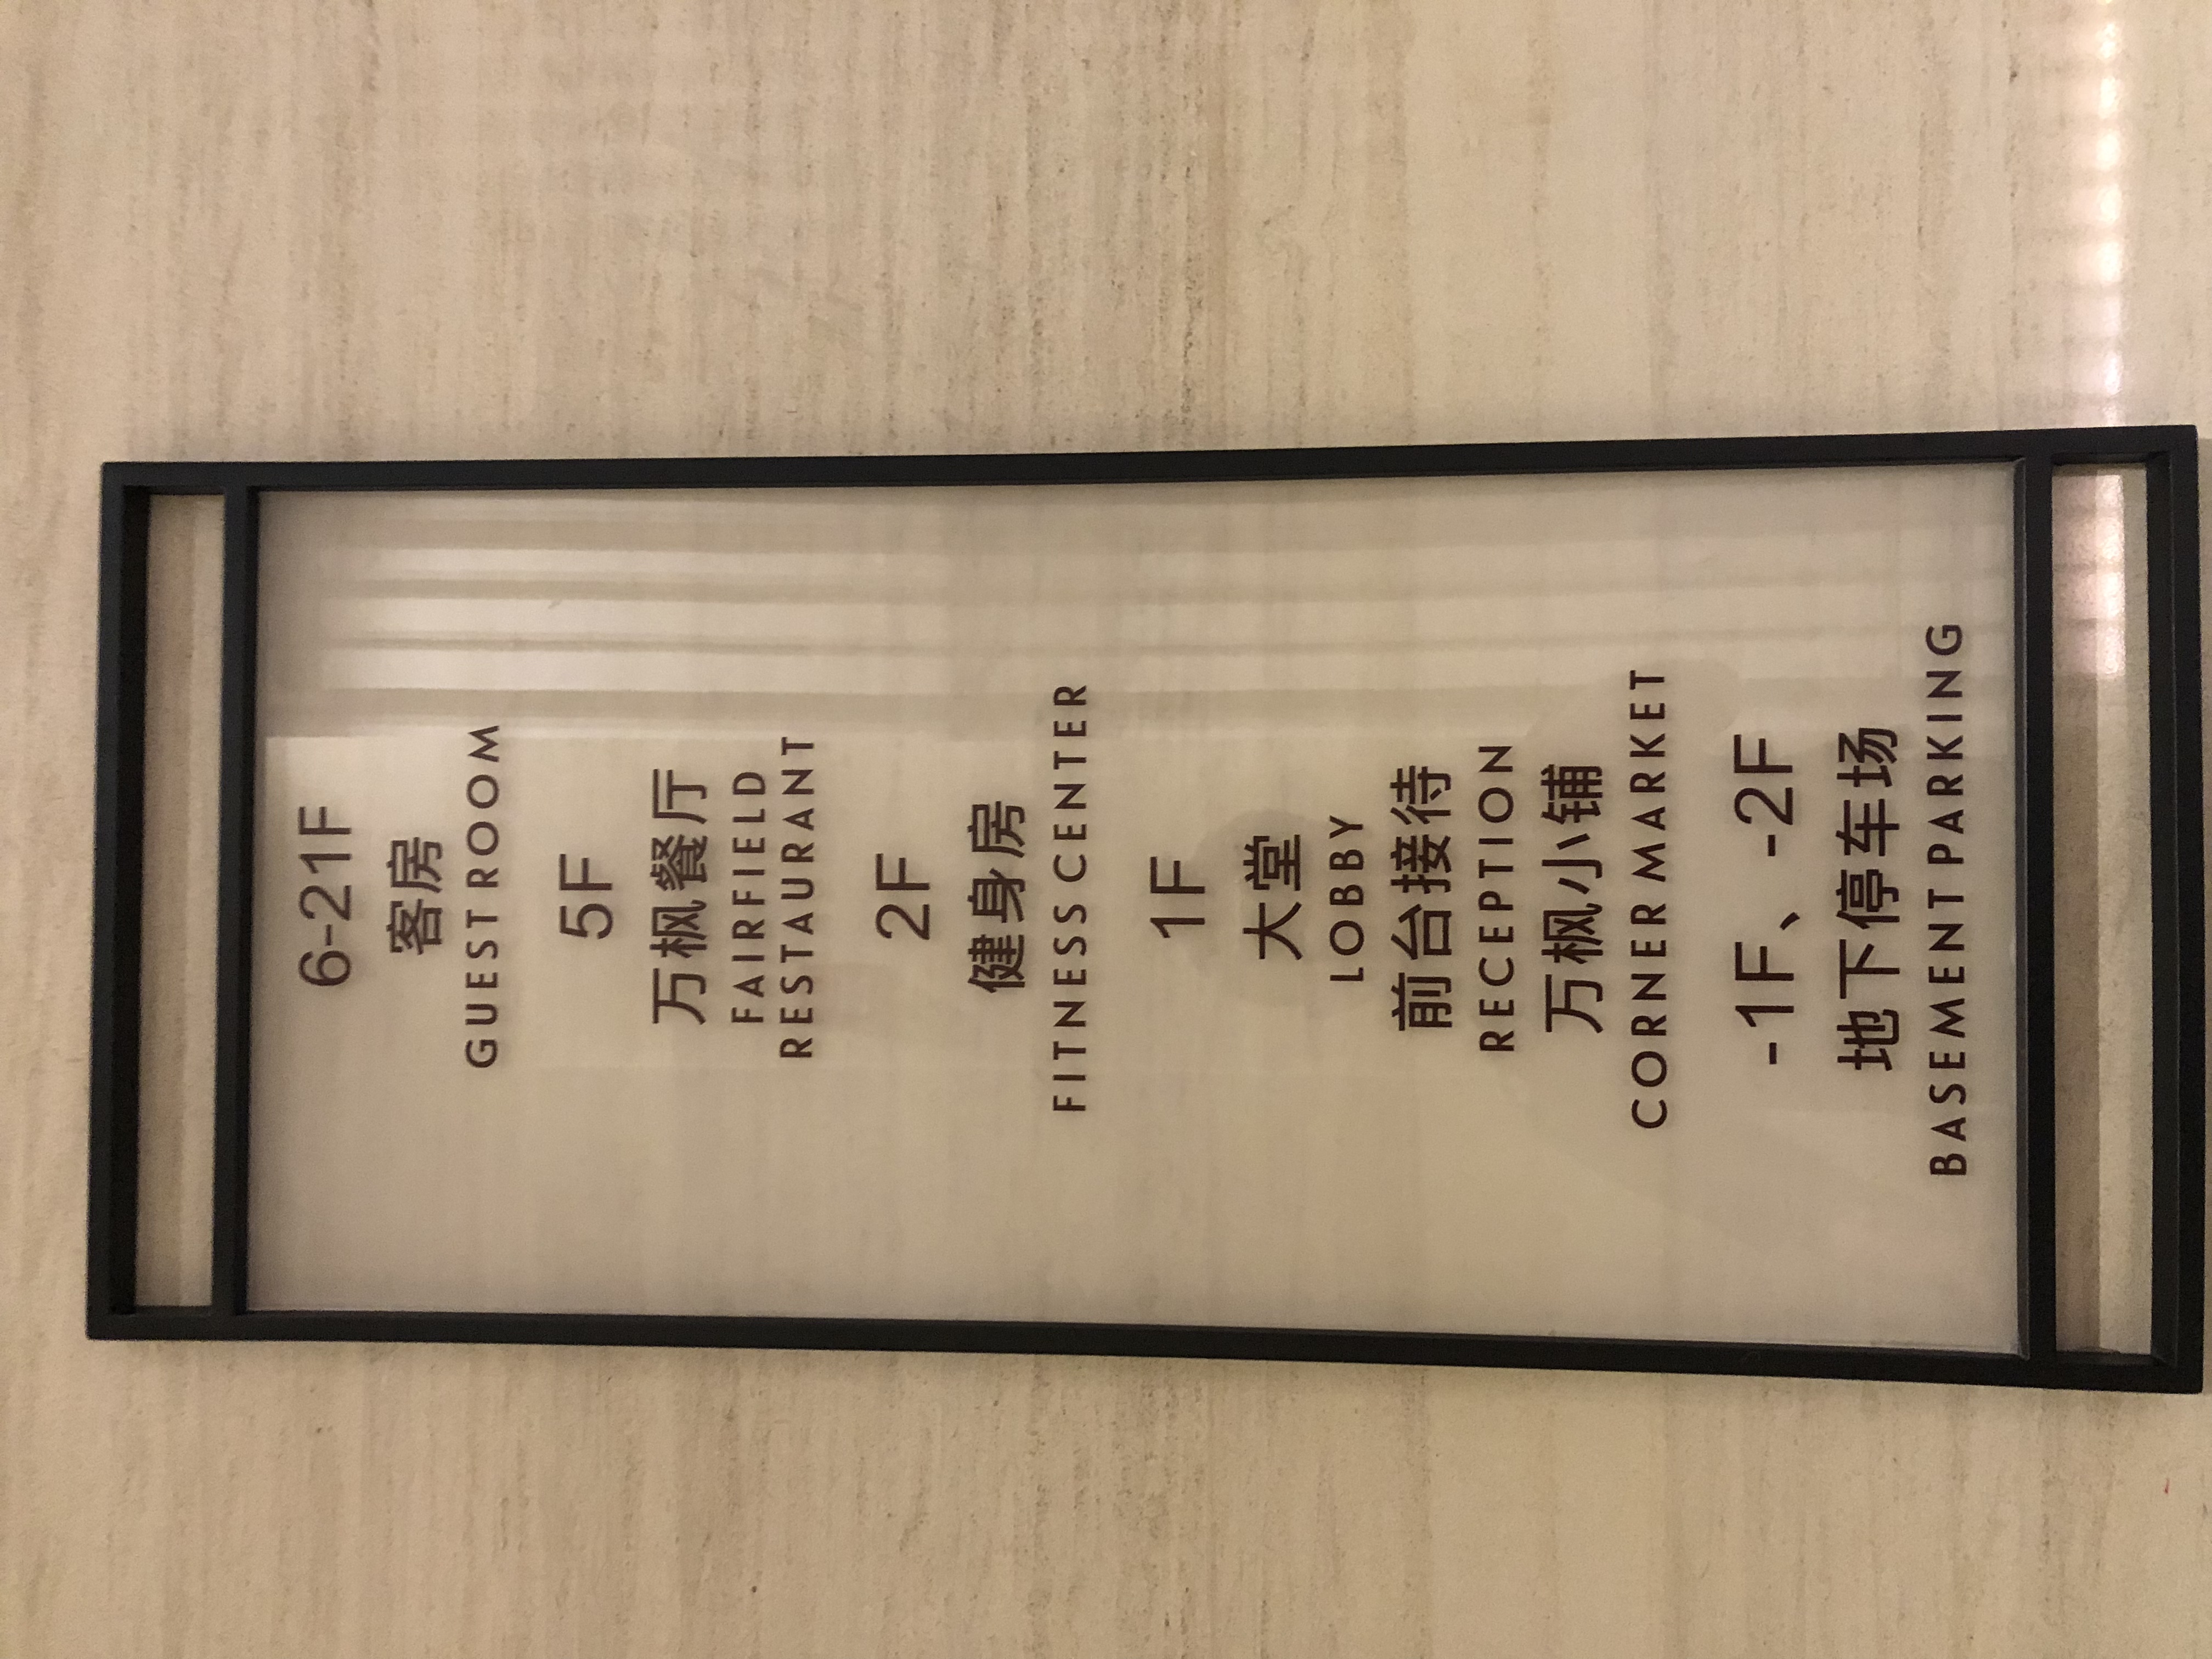 6-21F
客房
GUEST ROOM
5F
万枫餐厅
FAIRFIELD
RESTAURANT
2F
健身房
FITNESS CENTER
1F
大堂
LOBBY
前台接待
RECEPTION
万枫小铺
CORNER MARKET
-1F、-2F
地下停车场
BASEMENT PARKING